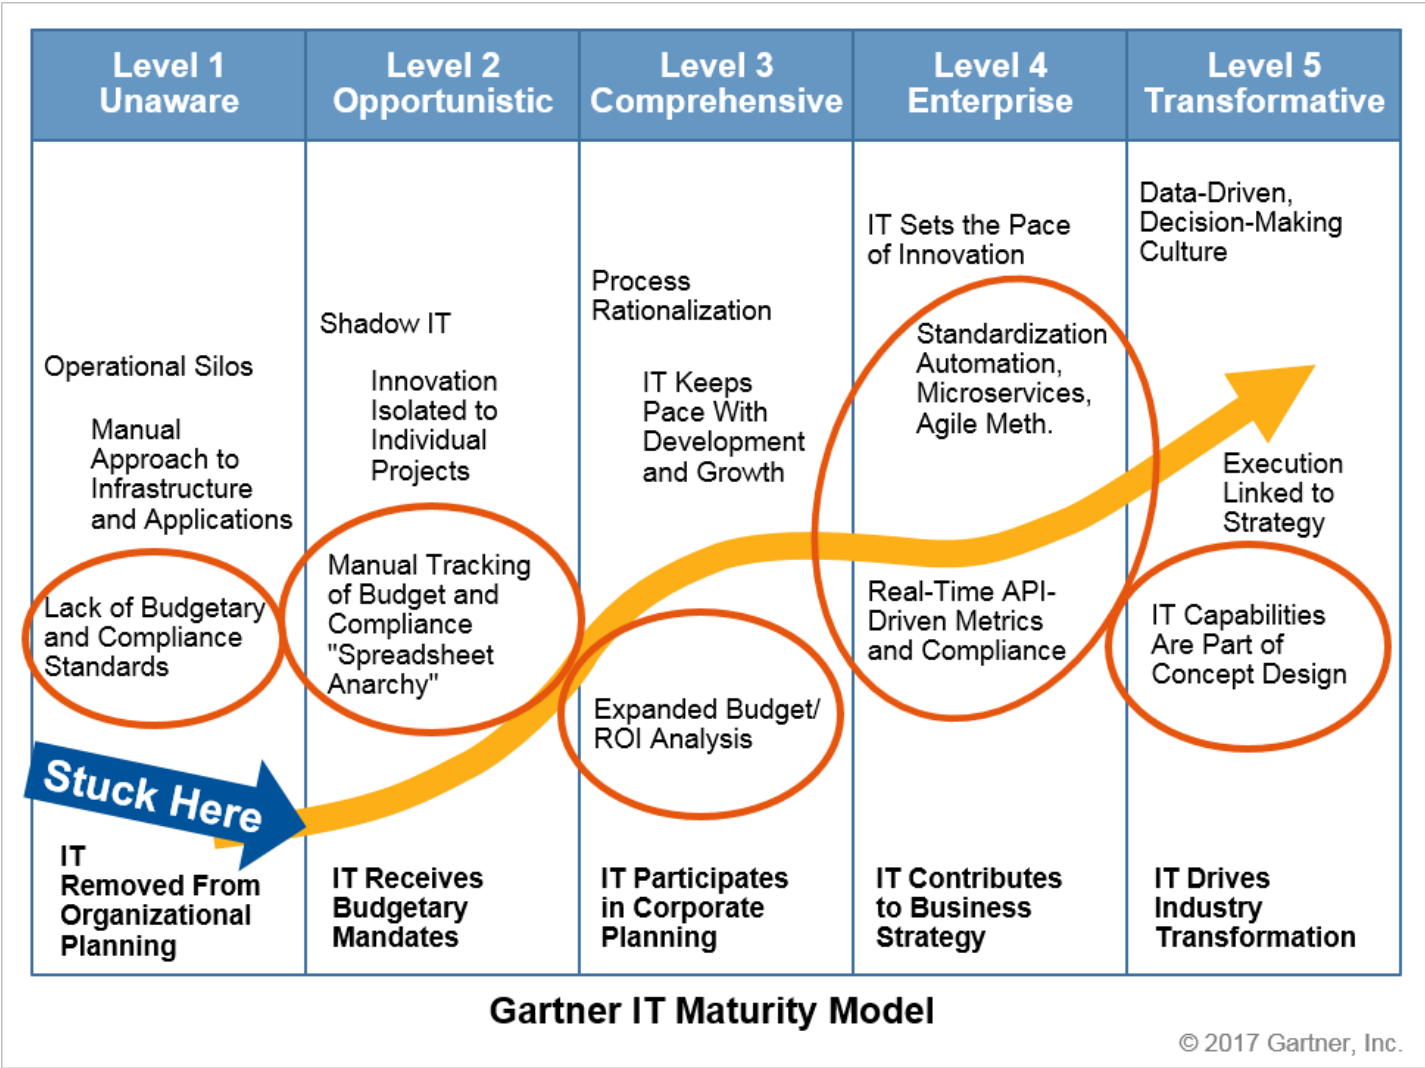 Level 1
Unaware
Level 2
Opportunistic
Level 3
Comprehensive
Level 4
Enterprise
Level 5
Transformative
Operational Silos
Manual
Approach to
Infrastructure
and Applications
Lack of Budgetary
and Compliance
Standards
Stuck Here
IT
Removed From
Organizational
Planning
Shadow IT
Innovation
Isolated to
Individual
Projects
Manual Tracking
of Budget and
Compliance
"Spreadsheet
Anarchy"
IT Receives
Budgetary
Mandates
Process
Rationalization
IT Keeps
Pace With
Development
and Growth
Expanded Budget/
ROI Analysis
IT Participates
in Corporate
Planning
IT Sets the Pace
of Innovation
Standardization
Automation,
Microservices,
Agile Meth.
Real-Time API-
Driven Metrics
and Compliance
IT Contributes
to Business
Strategy
Data-Driven,
Decision-Making
Culture
Execution
Linked to
Strategy
IT Capabilities
Are Part of
Concept Design
IT Drives
Industry
Transformation
Gartner IT Maturity Model
© 2017 Gartner, Inc.